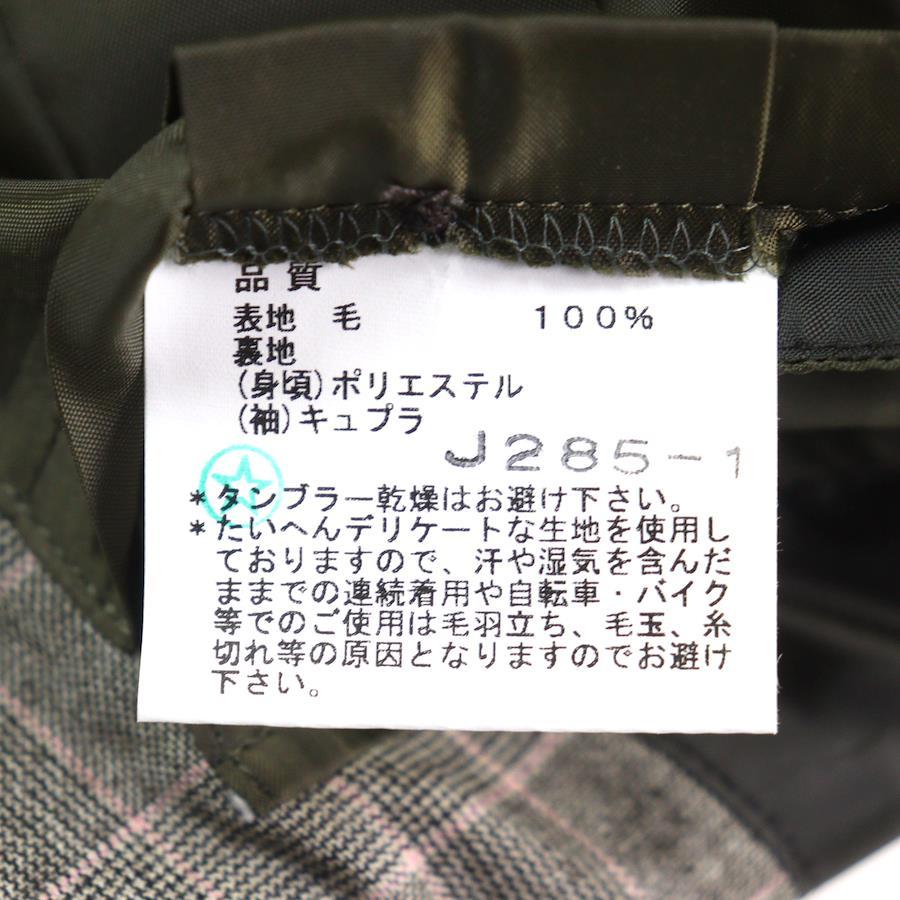 品質
表地　毛　　　　　１００％
裏地
(身頃)ポリエステル
(袖)キュプラ
J285-1
＊タンブラー乾燥はお避け下さい。
＊たいへんデリケートな生地を使用し
ておりますので、汗や湿気を含んだ
ままでの連続着用や自転車・バイク
等でのご使用は毛羽立ち、毛玉、糸
切れ等の原因となりますのでお避け
下さい。